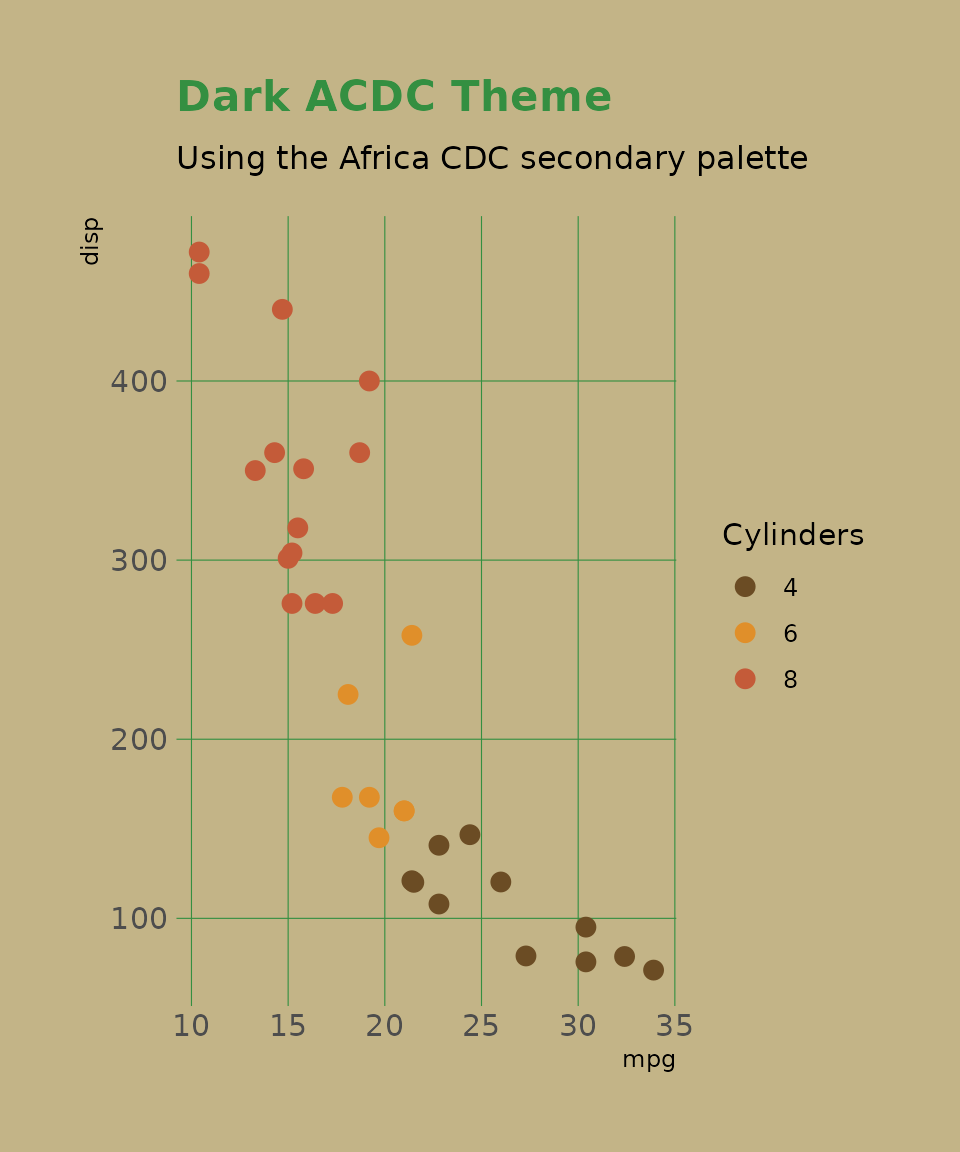 Dark ACDC Theme
Using the Africa CDC secondary palette
disp
400
300
200
100
10 15 20 25 30 35
mpg
Cylinders
4
6
8